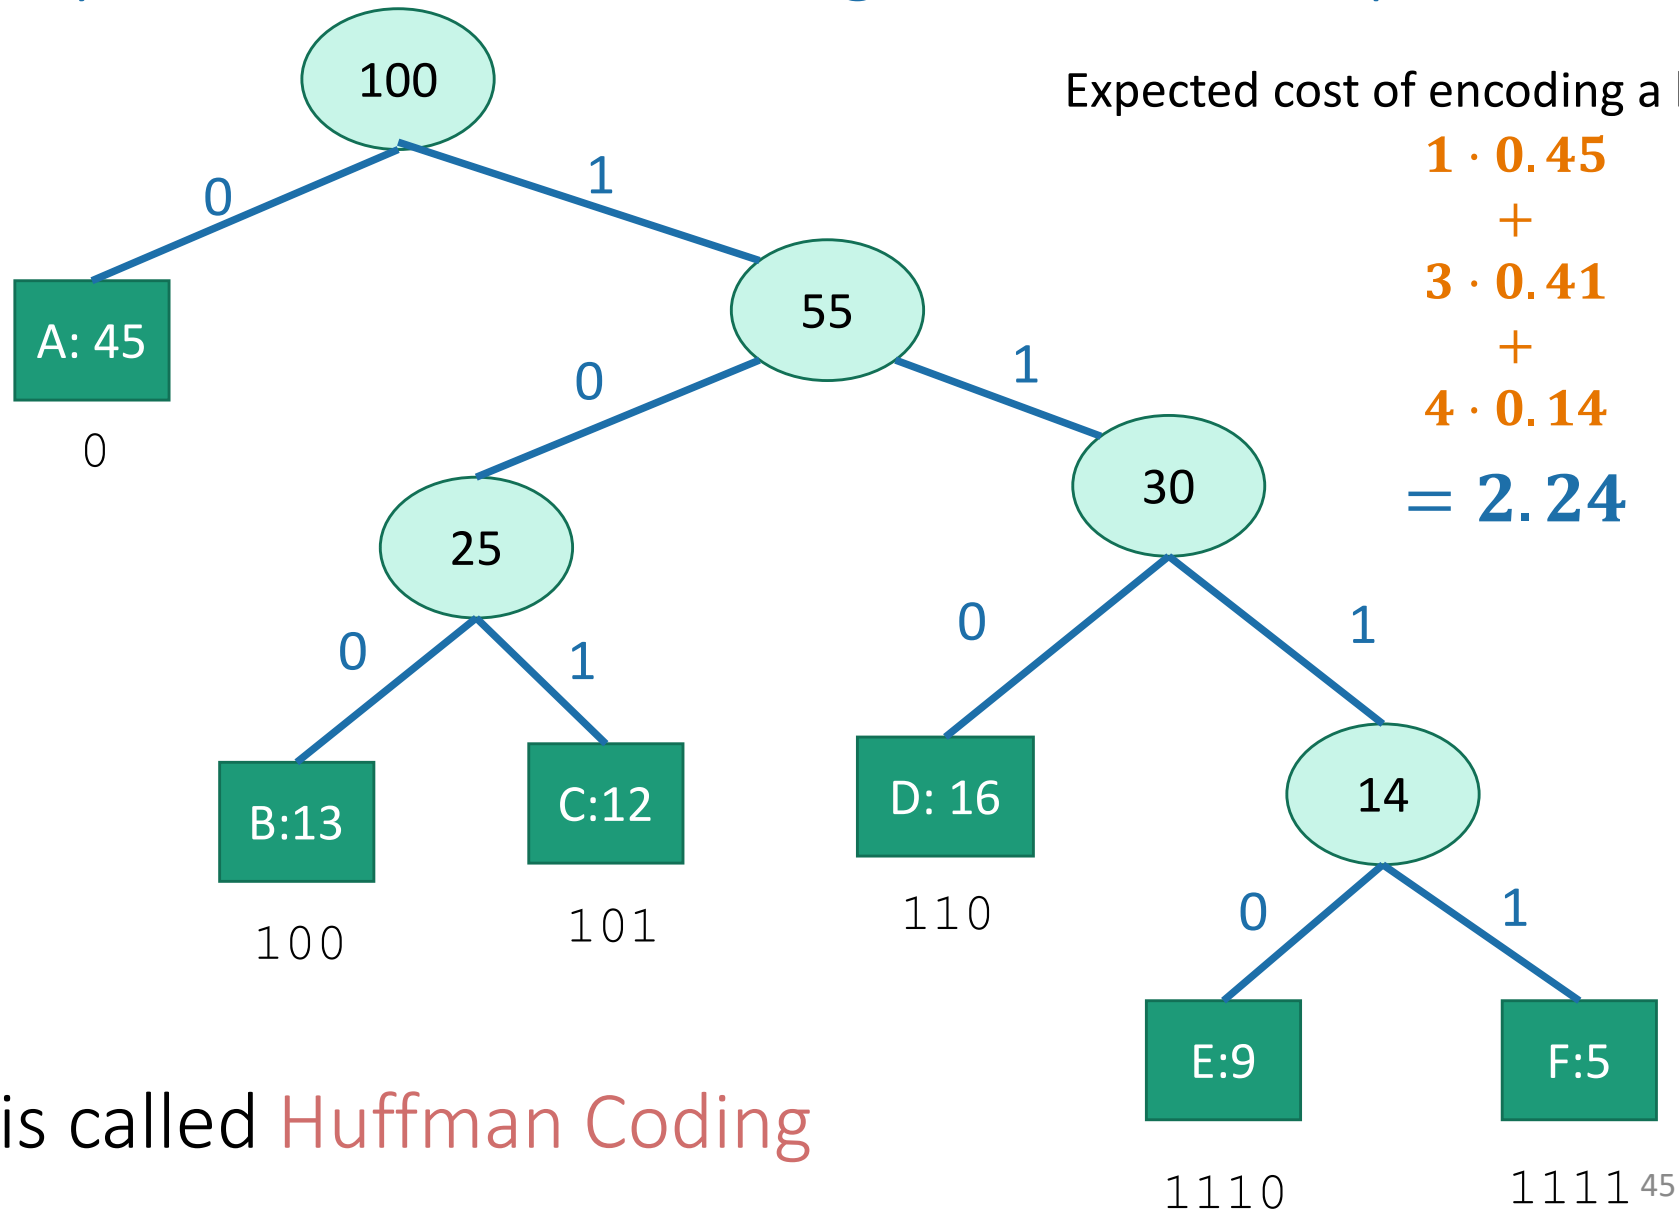 100
Expected cost of encoding a
1 · 0.45
+
3 · 0.41
+
4 · 0.14
= 2.24
0
1
A: 45
0
55
0
1
25
30
0
1
0
1
B:13
C:12
D: 16
14
100
101
110
0
1
E:9
F:5
is called Huffman Coding
1110
1111
45